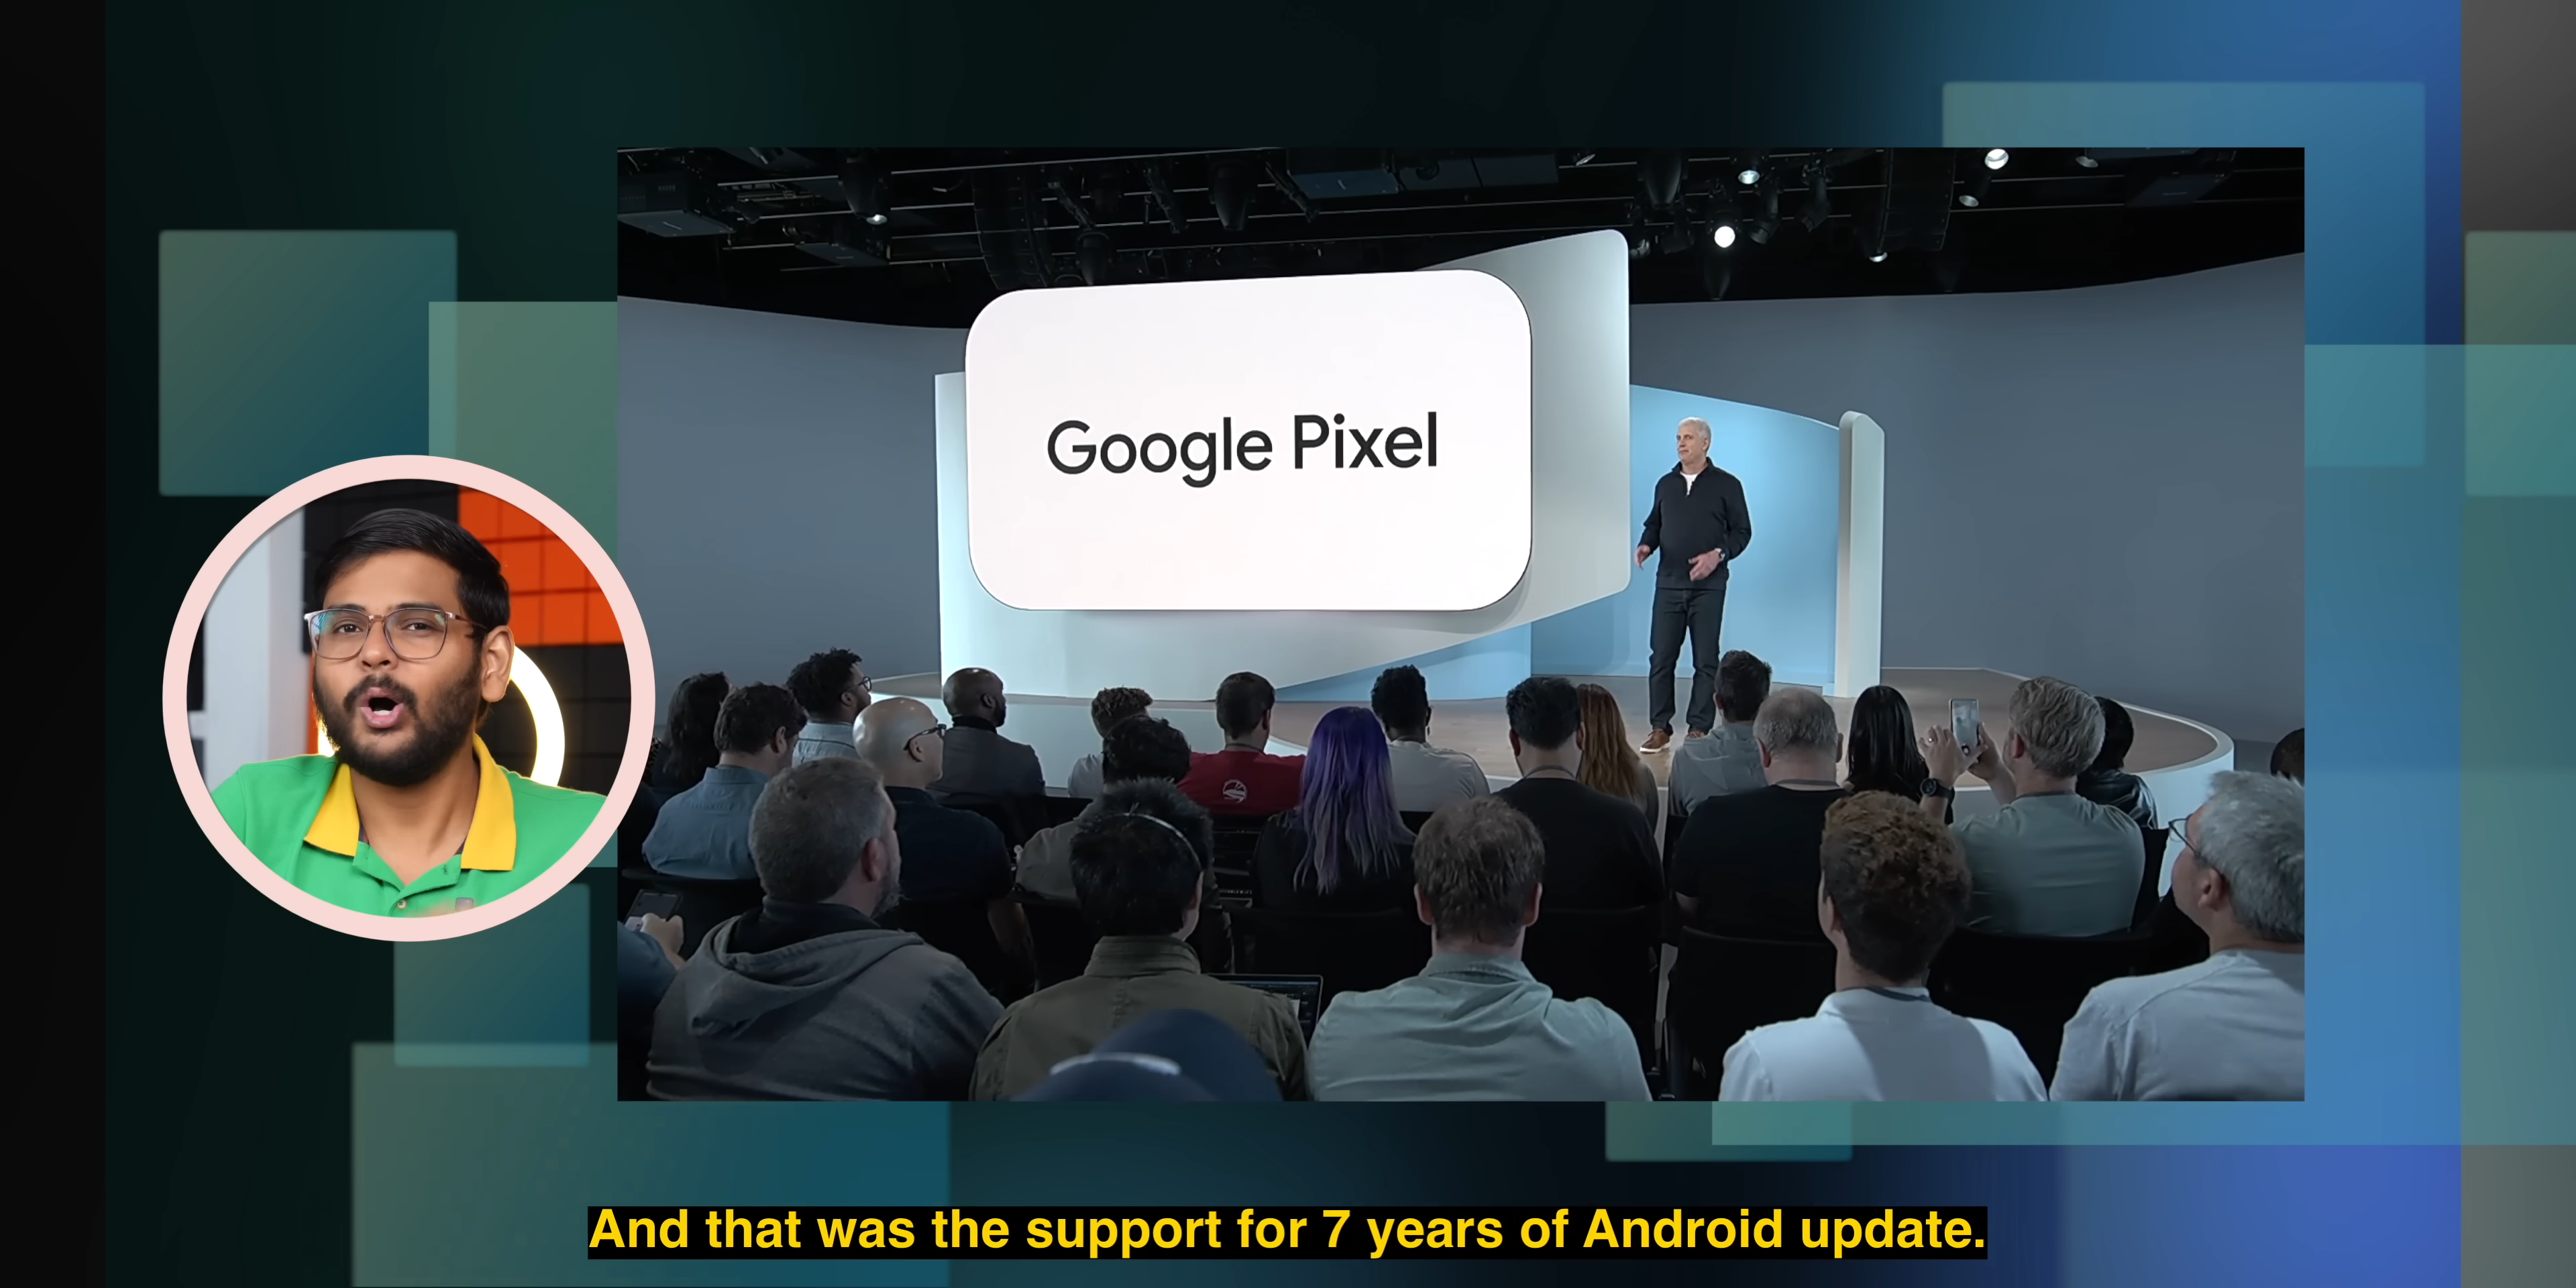 Google Pixel
And that was the support for 7 years of Android update.